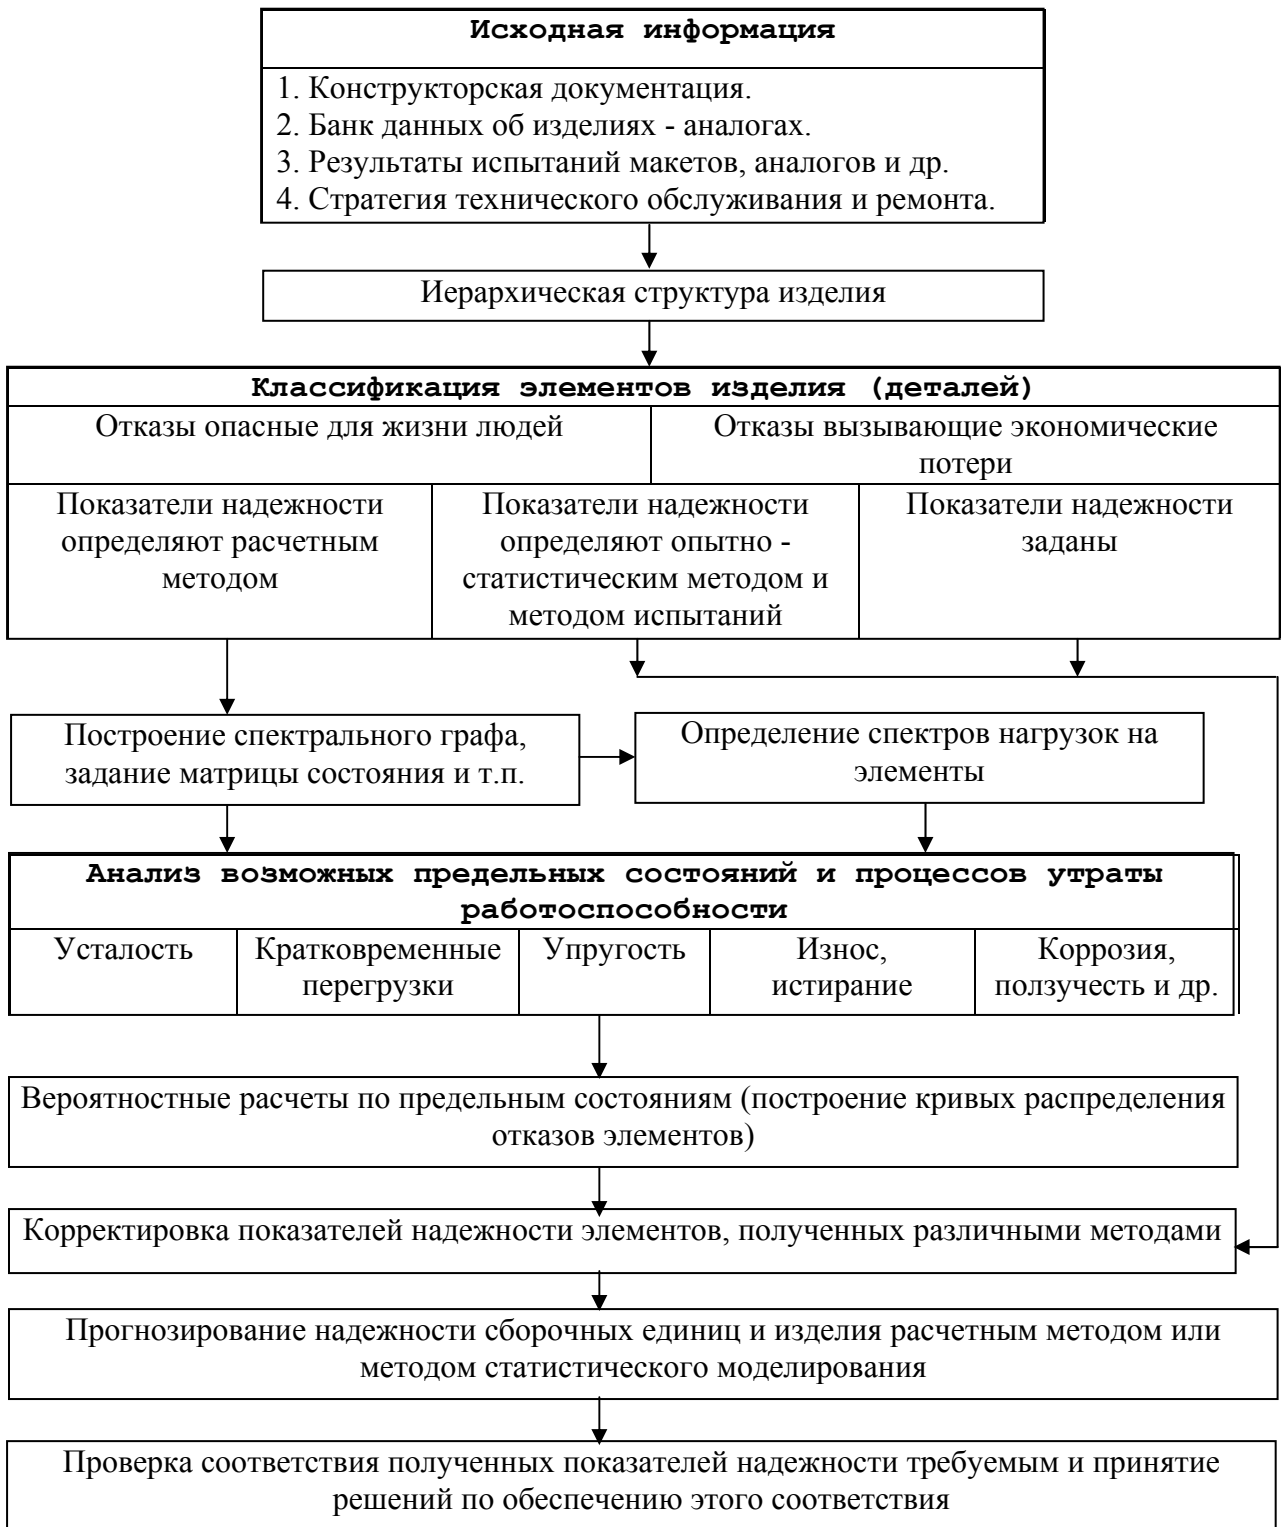 Исходная информация
1. Конструкторская документация.
2. Банк данных об изделиях - аналогах.
3. Результаты испытаний макетов, аналогов и др.
4. Стратегия технического обслуживания и ремонта.
Иерархическая структура изделия
Классификация элементов изделия (деталей)
Отказы опасные для жизни людей
Отказы вызывающие экономические
потери
Показатели надежности
определяют расчетным
методом
Показатели надежности
определяют опытно -
статистическим методом и
методом испытаний
Показатели надежности
заданы
Построение спектрального графа,
задание матрицы состояния и т.п.
Определение спектров нагрузок на
элементы
Анализ возможных предельных состояний и процессов утраты
работоспособности
Усталость
Кратковременные
перегрузки
Упругость
Износ,
истирание
Коррозия,
ползучесть и др.
Вероятностные расчеты по предельным состояниям (построение кривых распределения
отказов элементов)
Корректировка показателей надежности элементов, полученных различными методами
Прогнозирование надежности сборочных единиц и изделия расчетным методом или
методом статистического моделирования
Проверка соответствия полученных показателей надежности требуемым и принятие
решений по обеспечению этого соответствия